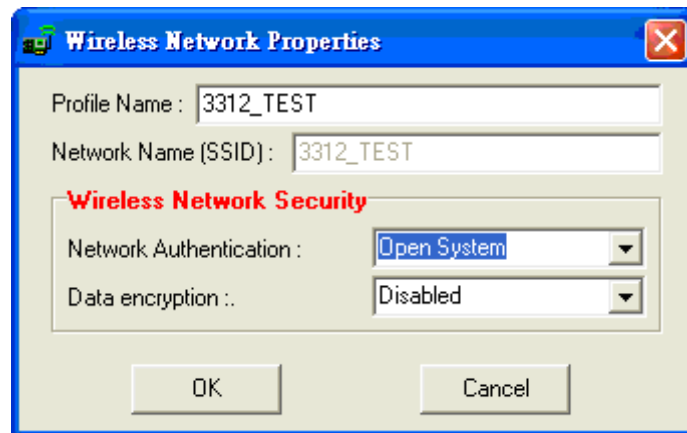 Wireless Network Properties
Profile Name : 3312_TEST
Network Name (SSID) : 3312_TEST
Wireless Network Security
Network Authentication : Open System
Data encryption :. Disabled
OK Cancel